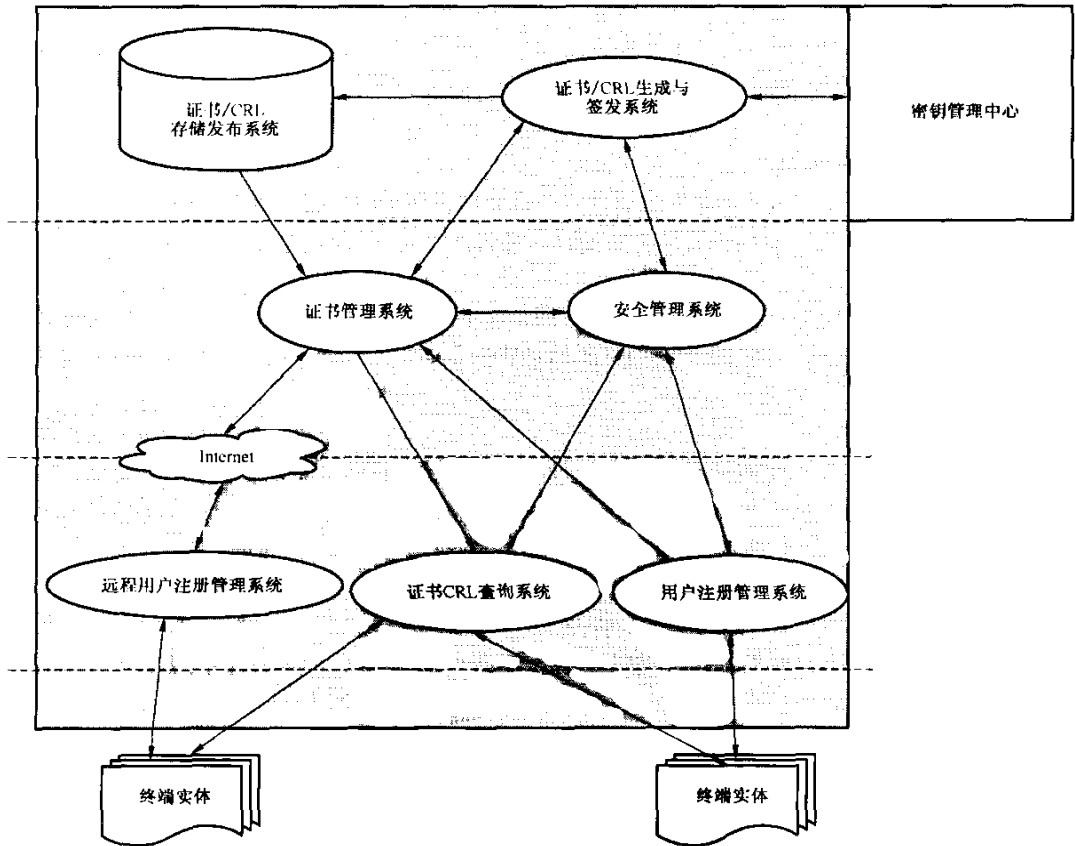 证书/CRL
存储发布系统
证书/CRL生成与
签发系统
密钥管理中心
证书管理系统
安全管理系统
Internet
远程用户注册管理系统
证书CRL查询系统
用户注册管理系统
终端实体
终端实体